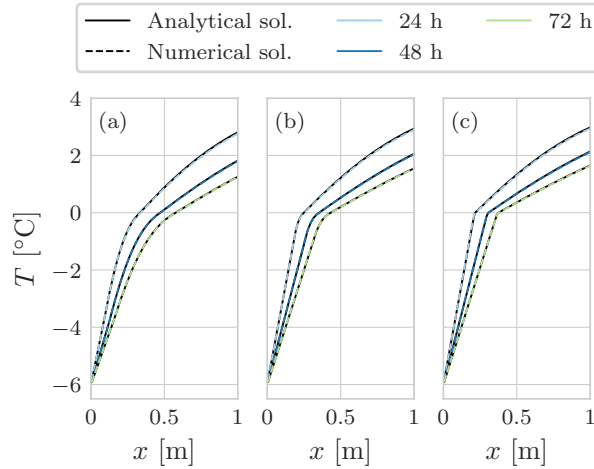 Analytical sol. 24 h 72 h
Numerical sol. 48 h
(a) (b) (c)
4
2
0
−2
−4
−6
T [°C]
0 0.5 1 0 0.5 1 0 0.5 1
x [m] x [m] x [m]